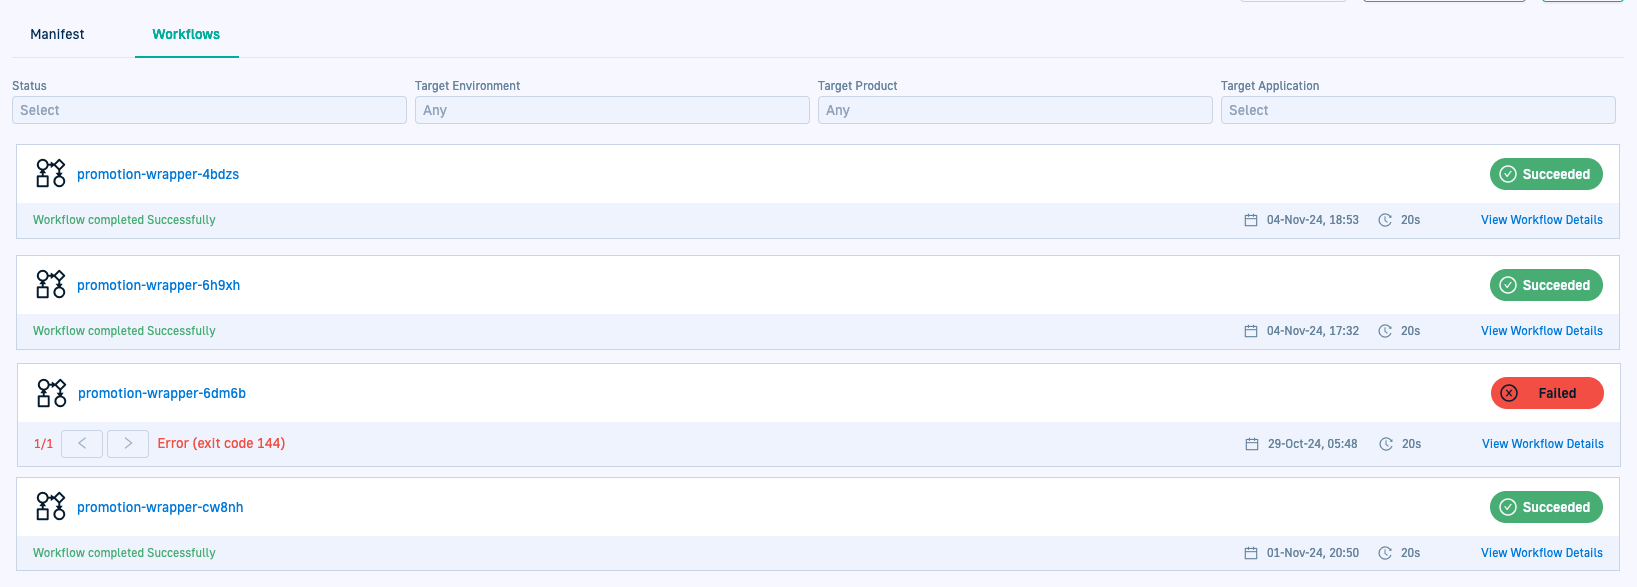 Manifest
Workflows
Status
Target Environment
Target Product
Target Application
Select
Any
Any
Select
promotion-wrapper-4bdzs
Succeeded
Workflow completed Successfully
04-Nov-24, 18:53
20s
View Workflow Details
promotion-wrapper-6h9xh
Succeeded
Workflow completed Successfully
04-Nov-24, 17:32
20s
View Workflow Details
promotion-wrapper-6dm6b
Failed
1/1
Error (exit code 144)
29-Oct-24, 05:48
20s
View Workflow Details
promotion-wrapper-cw8nh
Succeeded
Workflow completed Successfully
01-Nov-24, 20:50
20s
View Workflow Details